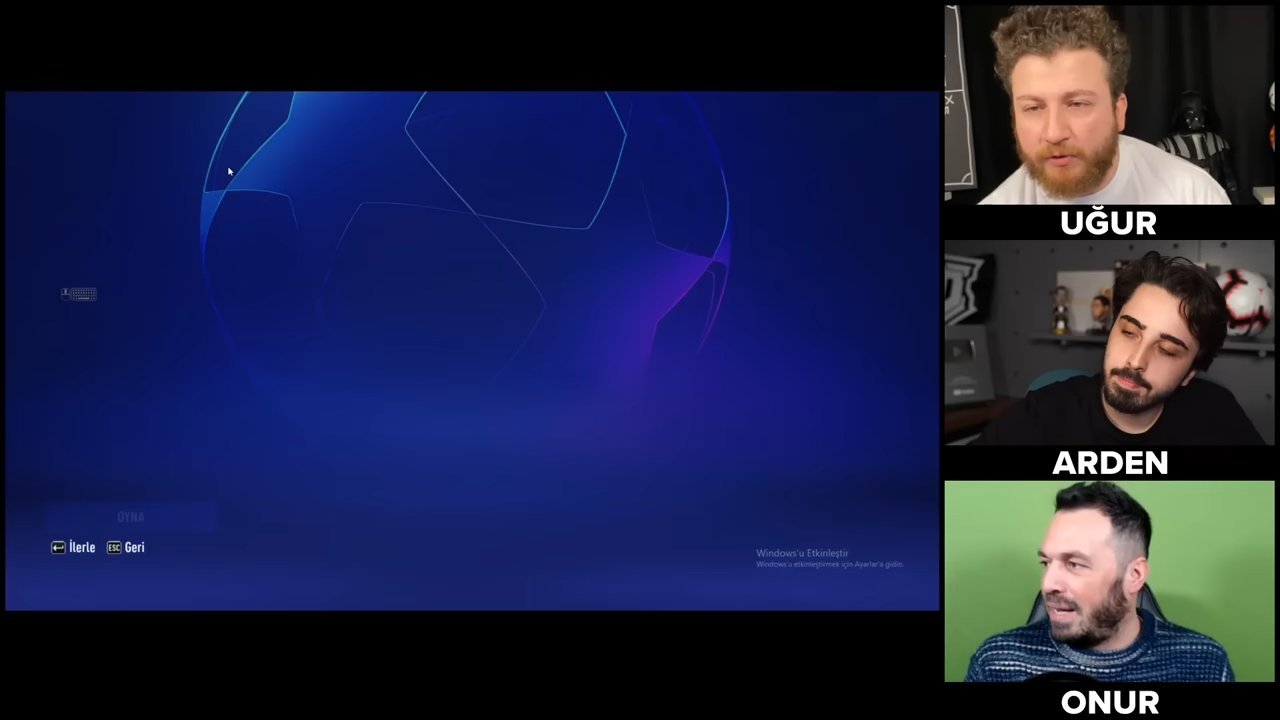 OYNA
İlerle
ESC Geri
Windows'u Etkinleştir
Windows'u etkinleştirmek için Ayarlar'a gidin.
UĞUR
ARDEN
ONUR